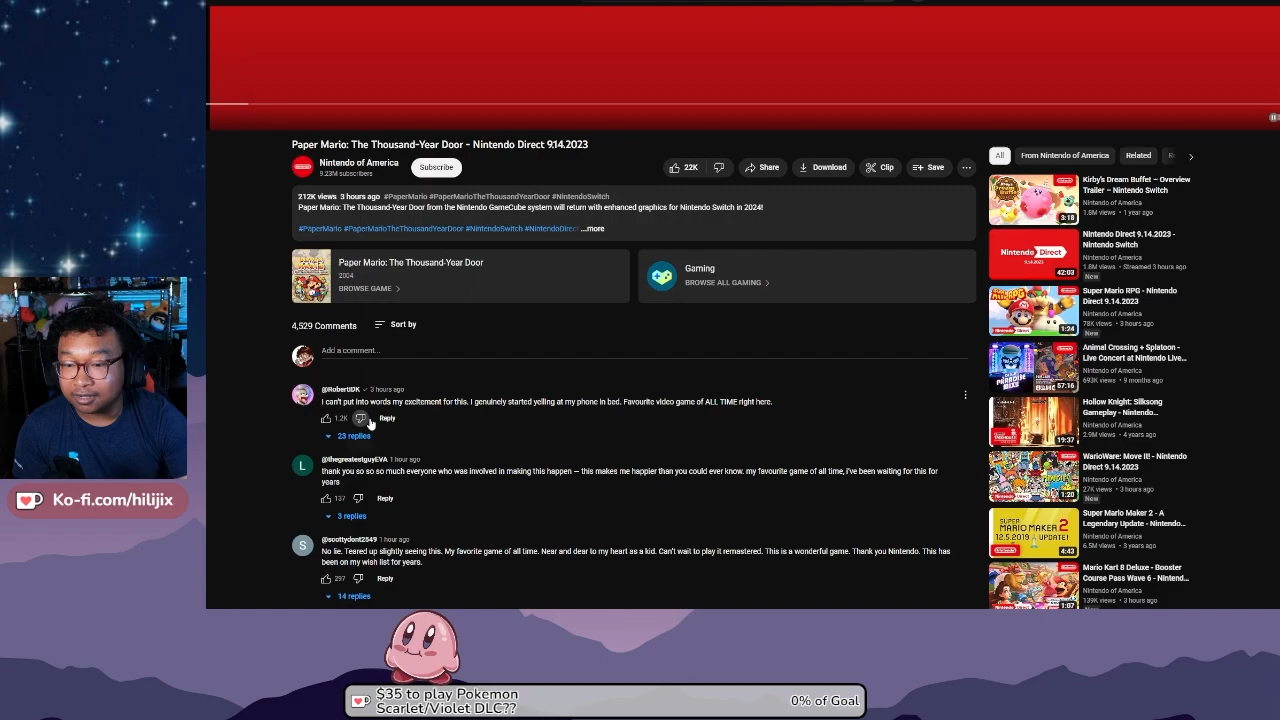 Paper Mario: The Thousand-Year Door - Nintendo Direct 9.14.2023
Nintendo of America
9.23M subscribers
Subscribe
22K
Share
Download
Clip
Save
212K views 3 hours ago #PaperMario #PaperMarioTheThousandYearDoor #NintendoSwitch
Paper Mario: The Thousand-Year Door from the Nintendo GameCube system will return with enhanced graphics for Nintendo Switch in 2024!
#PaperMario #PaperMarioTheThousandYearDoor #NintendoSwitch #NintendoDirec ...more
Paper Mario: The Thousand-Year Door
2004
BROWSE GAME
Gaming
BROWSE ALL GAMING
4,529 Comments
Sort by
Add a comment...
@RobertIDK 3 hours ago
I can't put into words my excitement for this. I genuinely started yelling at my phone in bed. Favourite video game of ALL TIME right here.
1.2K
Reply
23 replies
L
@thegreatestguyEVA 1 hour ago
thank you so so so much everyone who was involved in making this happen – this makes me happier than you could ever know. my favourite game of all time, i've been waiting for this for
years
137
Reply
3 replies
S
@scottydont2549 1 hour ago
No lie. Teared up slightly seeing this. My favorite game of all time. Near and dear to my heart as a kid. Can't wait to play it remastered. This is a wonderful game. Thank you Nintendo. This has
been on my wish list for years.
297
Reply
14 replies
All
From Nintendo of America
Related
Kirby's Dream Buffet – Overview
Trailer – Nintendo Switch
Nintendo of America
1.8M views • 1 year ago
3:18
Nintendo Direct
9.14.2023
42:03
Nintendo Direct 9.14.2023 -
Nintendo Switch
Nintendo of America
1.8M views • Streamed 3 hours ago
New
Super Mario RPG - Nintendo
Direct 9.14.2023
Nintendo of America
78K views • 3 hours ago
New
1:24
Animal Crossing + Splatoon -
Live Concert at Nintendo Live...
Nintendo of America
693K views • 9 months ago
57:16
Hollow Knight: Silksong
Gameplay - Nintendo...
Nintendo of America
2.9M views • 4 years ago
19:37
WarioWare: Move It! - Nintendo
Direct 9.14.2023
Nintendo of America
27K views • 3 hours ago
New
1:20
SUPER
MARIO MAKER 2
12.5.2019 UPDATE!
4:43
Super Mario Maker 2 - A
Legendary Update - Nintendo...
Nintendo of America
6.5M views • 3 years ago
Mario Kart 8 Deluxe - Booster
Course Pass Wave 6 - Nintend...
Nintendo of America
139K views • 3 hours ago
1:07
Ko-fi.com/hilijix
$35 to play Pokemon
Scarlet/Violet DLC??
0% of Goal